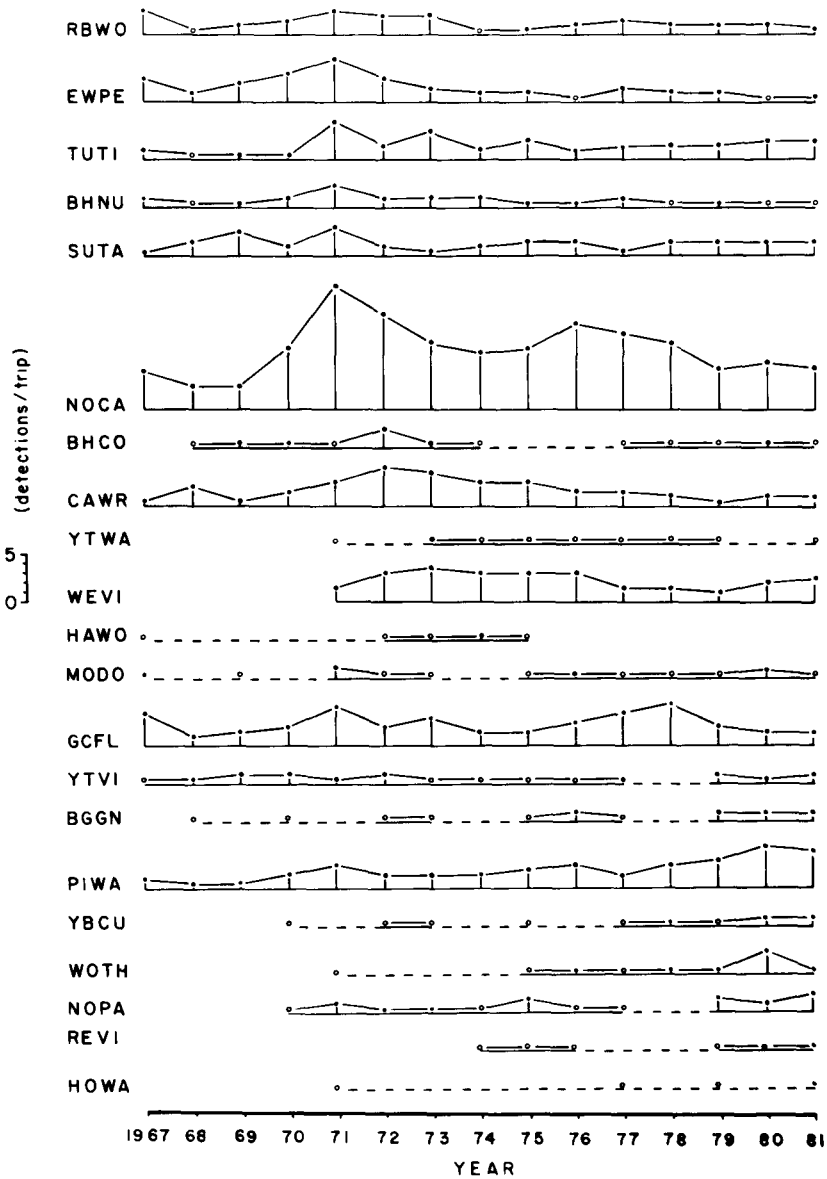 RBWO
EWPE
TUTI
BHNU
SUTA
NOCA
BHCO
CAWR
YTWA
WEVI
HAWO
MODO
GCFL
YTVI
BGGN
PIWA
YBCU
WOTH
NOPA
REVI
HOWA
(detections/trip)
5
0
1967 68 69 70 71 72 73 74 75 76 77 78 79 80 81
YEAR